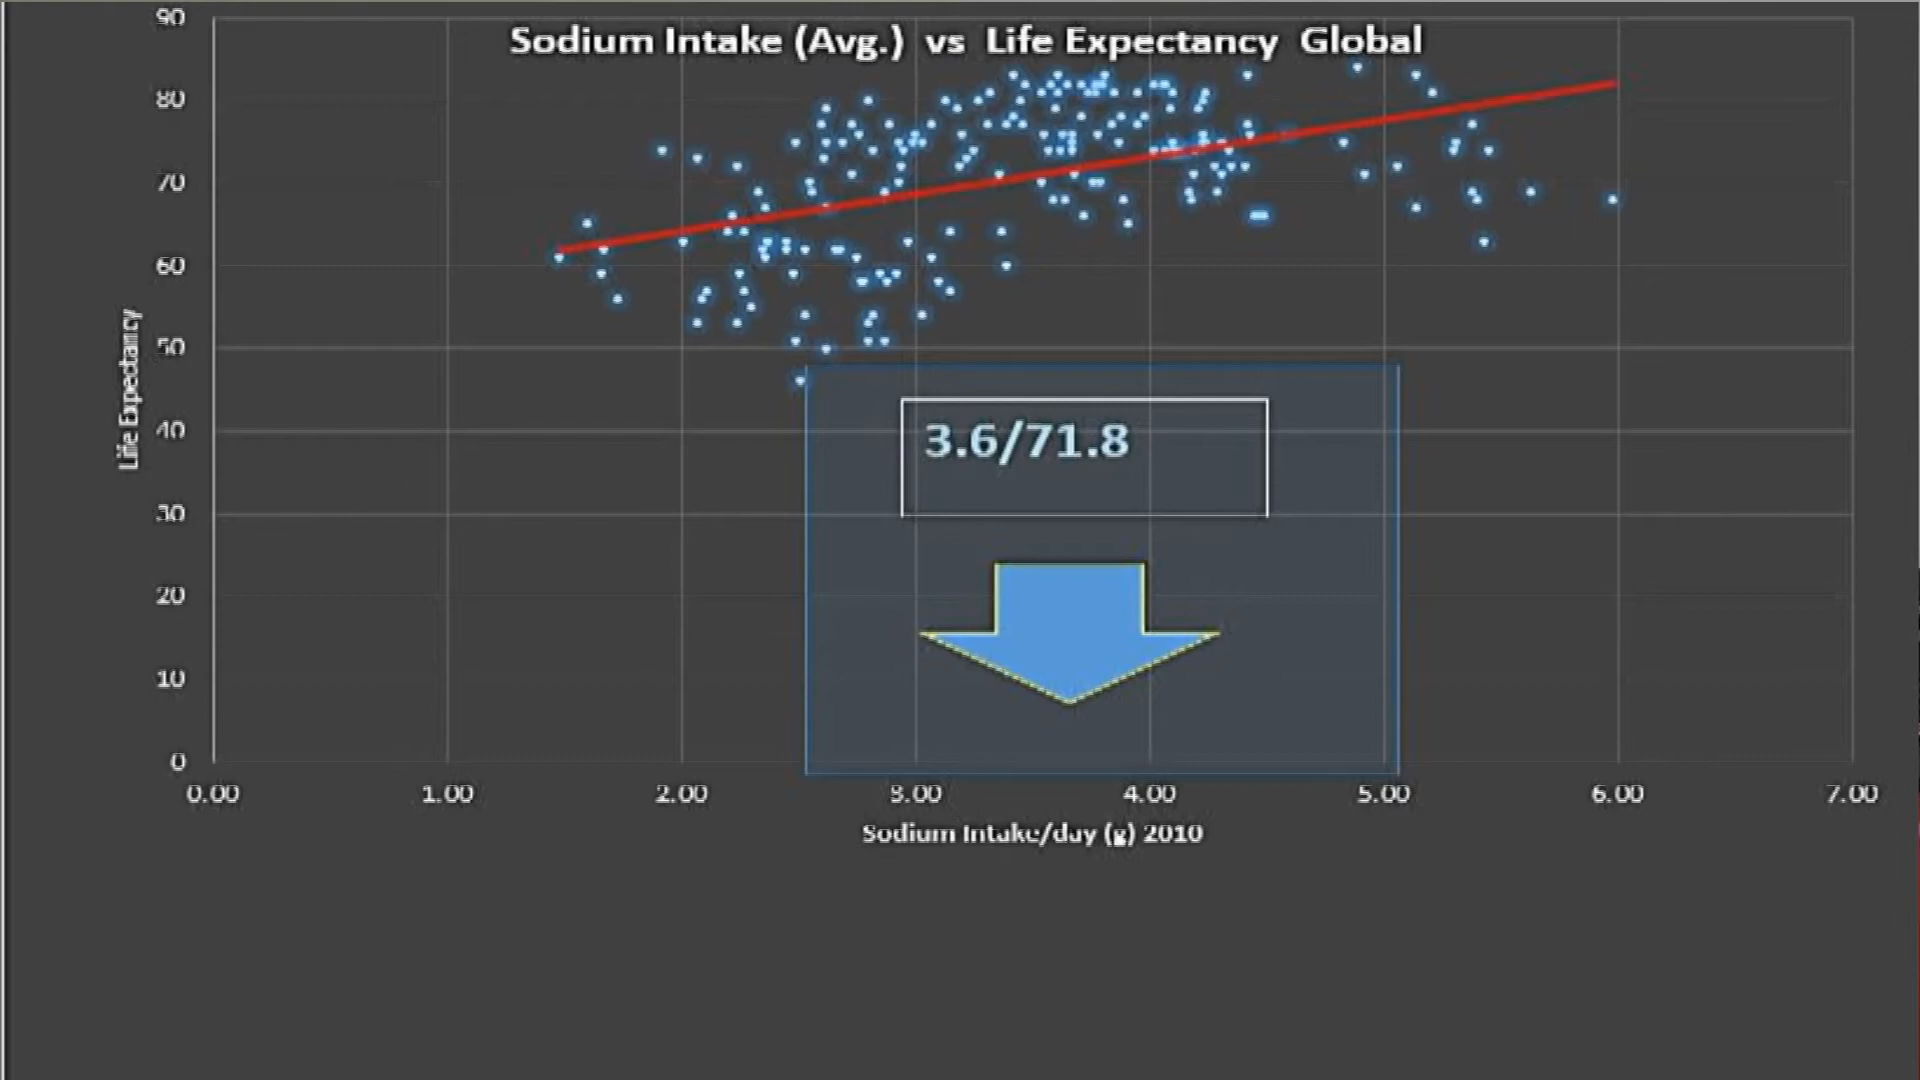 Sodium Intake (Avg.) vs Life Expectancy Global
90
80
70
60
50
40
30
20
10
0
Life Expectancy
3.6/71.8
0.00 1.00 2.00 3.00 4.00 5.00 6.00 7.00
Sodium Intake/day (g) 2010